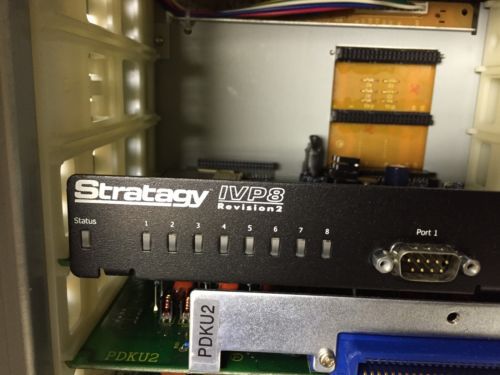 Stratagy IVP8
Revision2
Status
1 2 3 4 5 6 7 8
Port 1
PDKU2
PDKU2